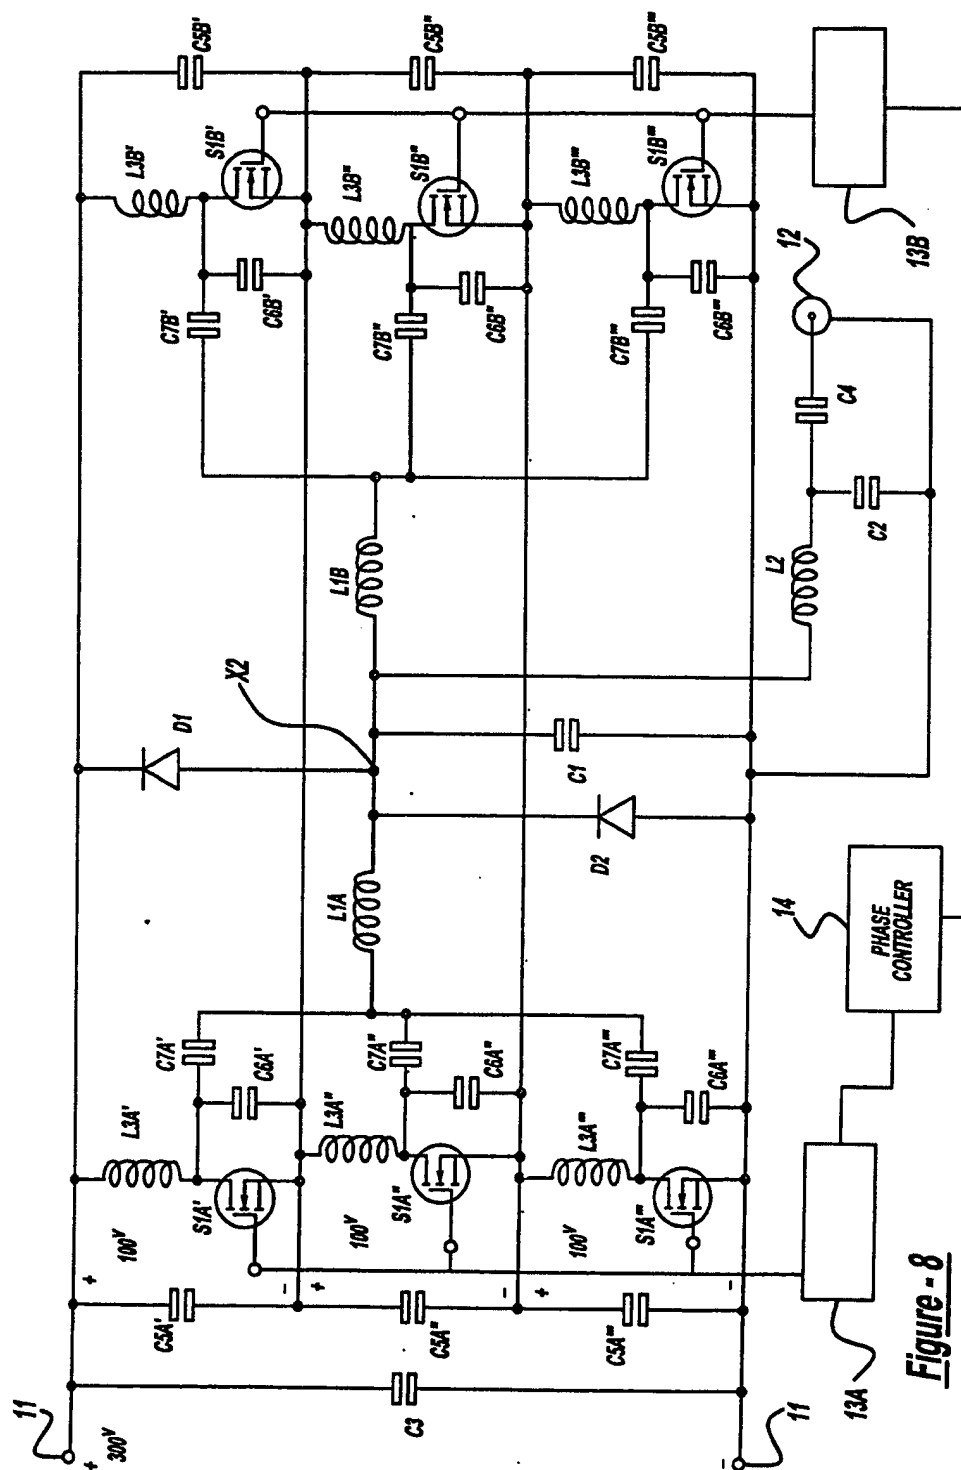 11
+
300V
C3
C5A'
C5A"
C5A'''
+
100V
-
+
100V
-
+
100V
-
-
11
L3A'
S1A'
C7A'
C6A'
L3A"
S1A"
C7A"
C6A"
L3A'''
S1A'''
C7A'''
C6A'''
L1A
D1
X2
D2
C1
L1B
L2
C2
C4
12
C7B'
C6B'
L3B'
S1B'
C5B'
C7B"
C6B"
L3B"
S1B"
C5B"
C7B'''
C6B'''
L3B'''
S1B'''
C5B'''
13A
14
PHASE
CONTROLLER
13B
Figure - 8